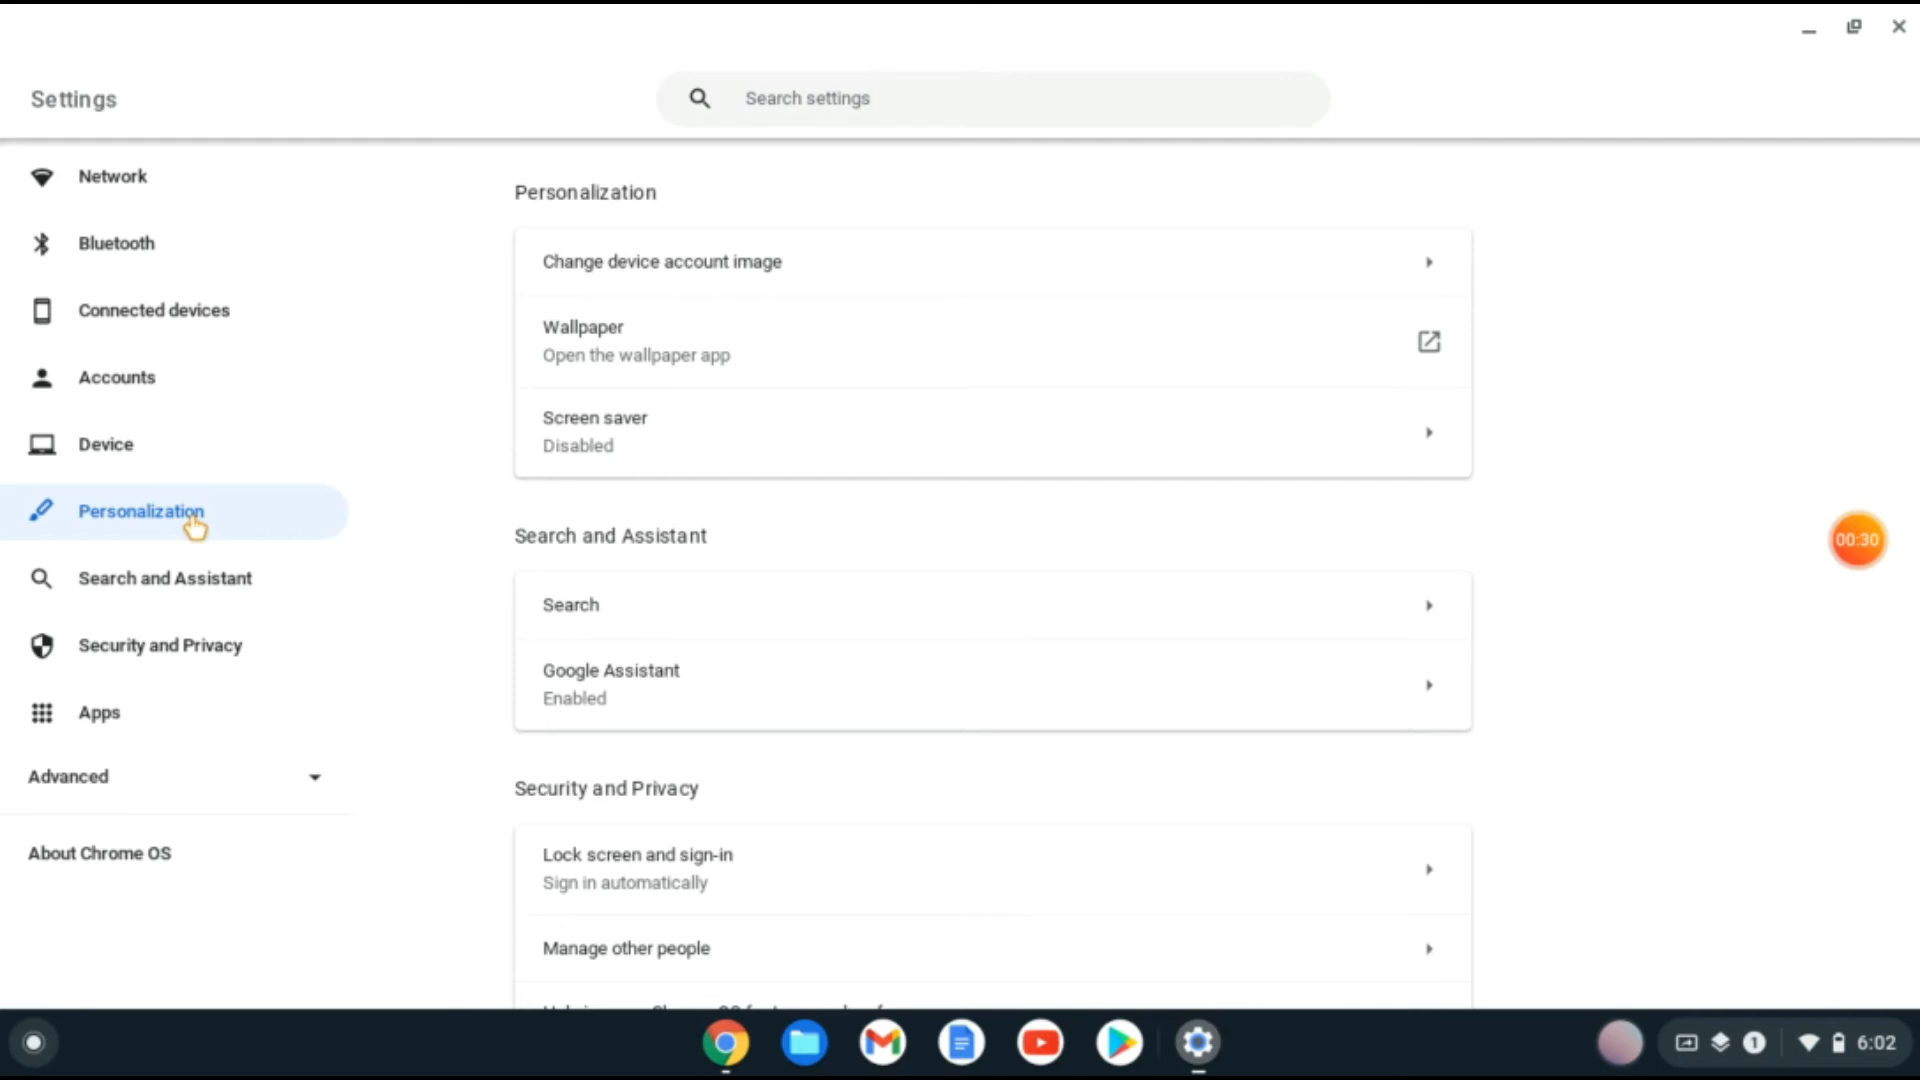 Settings
Search settings
Network
Bluetooth
Connected devices
Accounts
Device
Personalization
Search and Assistant
Security and Privacy
Apps
Advanced
About Chrome OS
Personalization
Change device account image
Wallpaper
Open the wallpaper app
Screen saver
Disabled
Search and Assistant
Search
Google Assistant
Enabled
Security and Privacy
Lock screen and sign-in
Sign in automatically
Manage other people
00:30
1
6:02